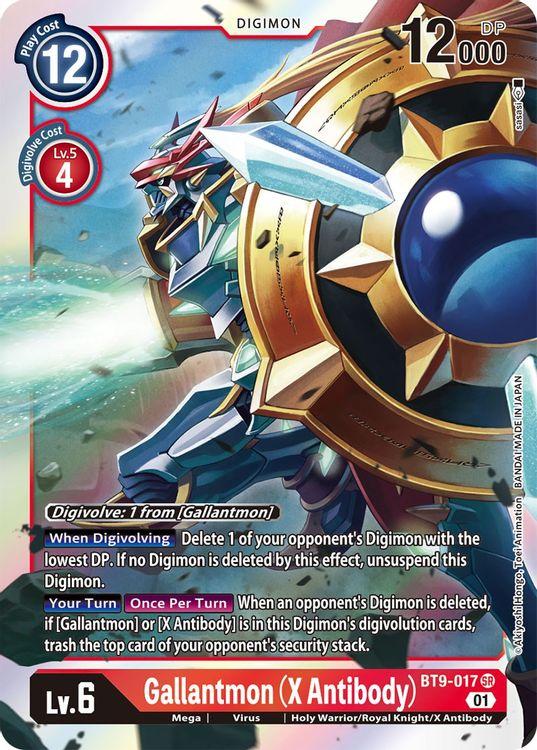 DIGIMON
Play Cost
12
DP
12000
Digivolve Cost
Lv.5
4
sasasi
©Akiyoshi Hongo, Toei Animation BANDAI MADE IN JAPAN
Digivolve: 1 from [Gallantmon]
When Digivolving Delete 1 of your opponent's Digimon with the
lowest DP. If no Digimon is deleted by this effect, unsuspend this
Digimon.
Your Turn Once Per Turn When an opponent's Digimon is deleted,
if [Gallantmon] or [X Antibody] is in this Digimon's digivolution cards,
trash the top card of your opponent's security stack.
Lv.6 Gallantmon (X Antibody) BT9-017 SR
01
Mega | Virus | Holy Warrior/Royal Knight/X Antibody